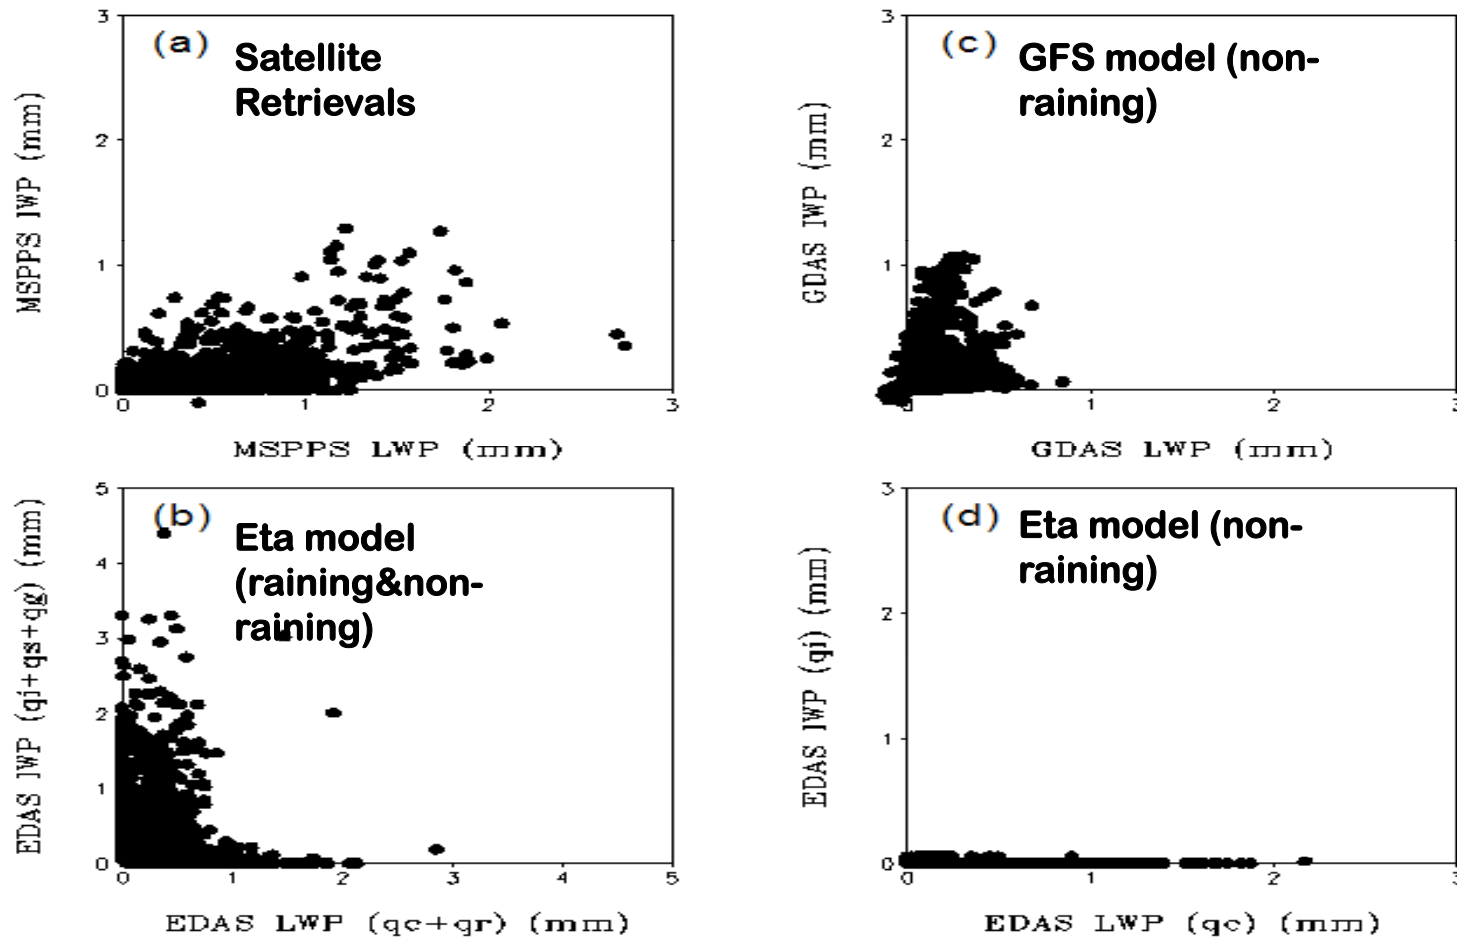 3
(a) Satellite
Retrievals
2
1
0
MSPPS IWP (mm)
0 1 2 3
MSPPS LWP (mm)
3
(c) GFS model (non-
raining)
2
1
0
GDAS IWP (mm)
0 1 2 3
GDAS LWP (mm)
5
(b) Eta model
(raining&non-
raining)
4
3
2
1
0
EDAS IWP (qi+qs+qg) (mm)
0 1 2 3 4 5
EDAS LWP (qc+qr) (mm)
3
(d) Eta model (non-
raining)
2
1
0
EDAS IWP (qi) (mm)
0 1 2 3
EDAS LWP (qc) (mm)